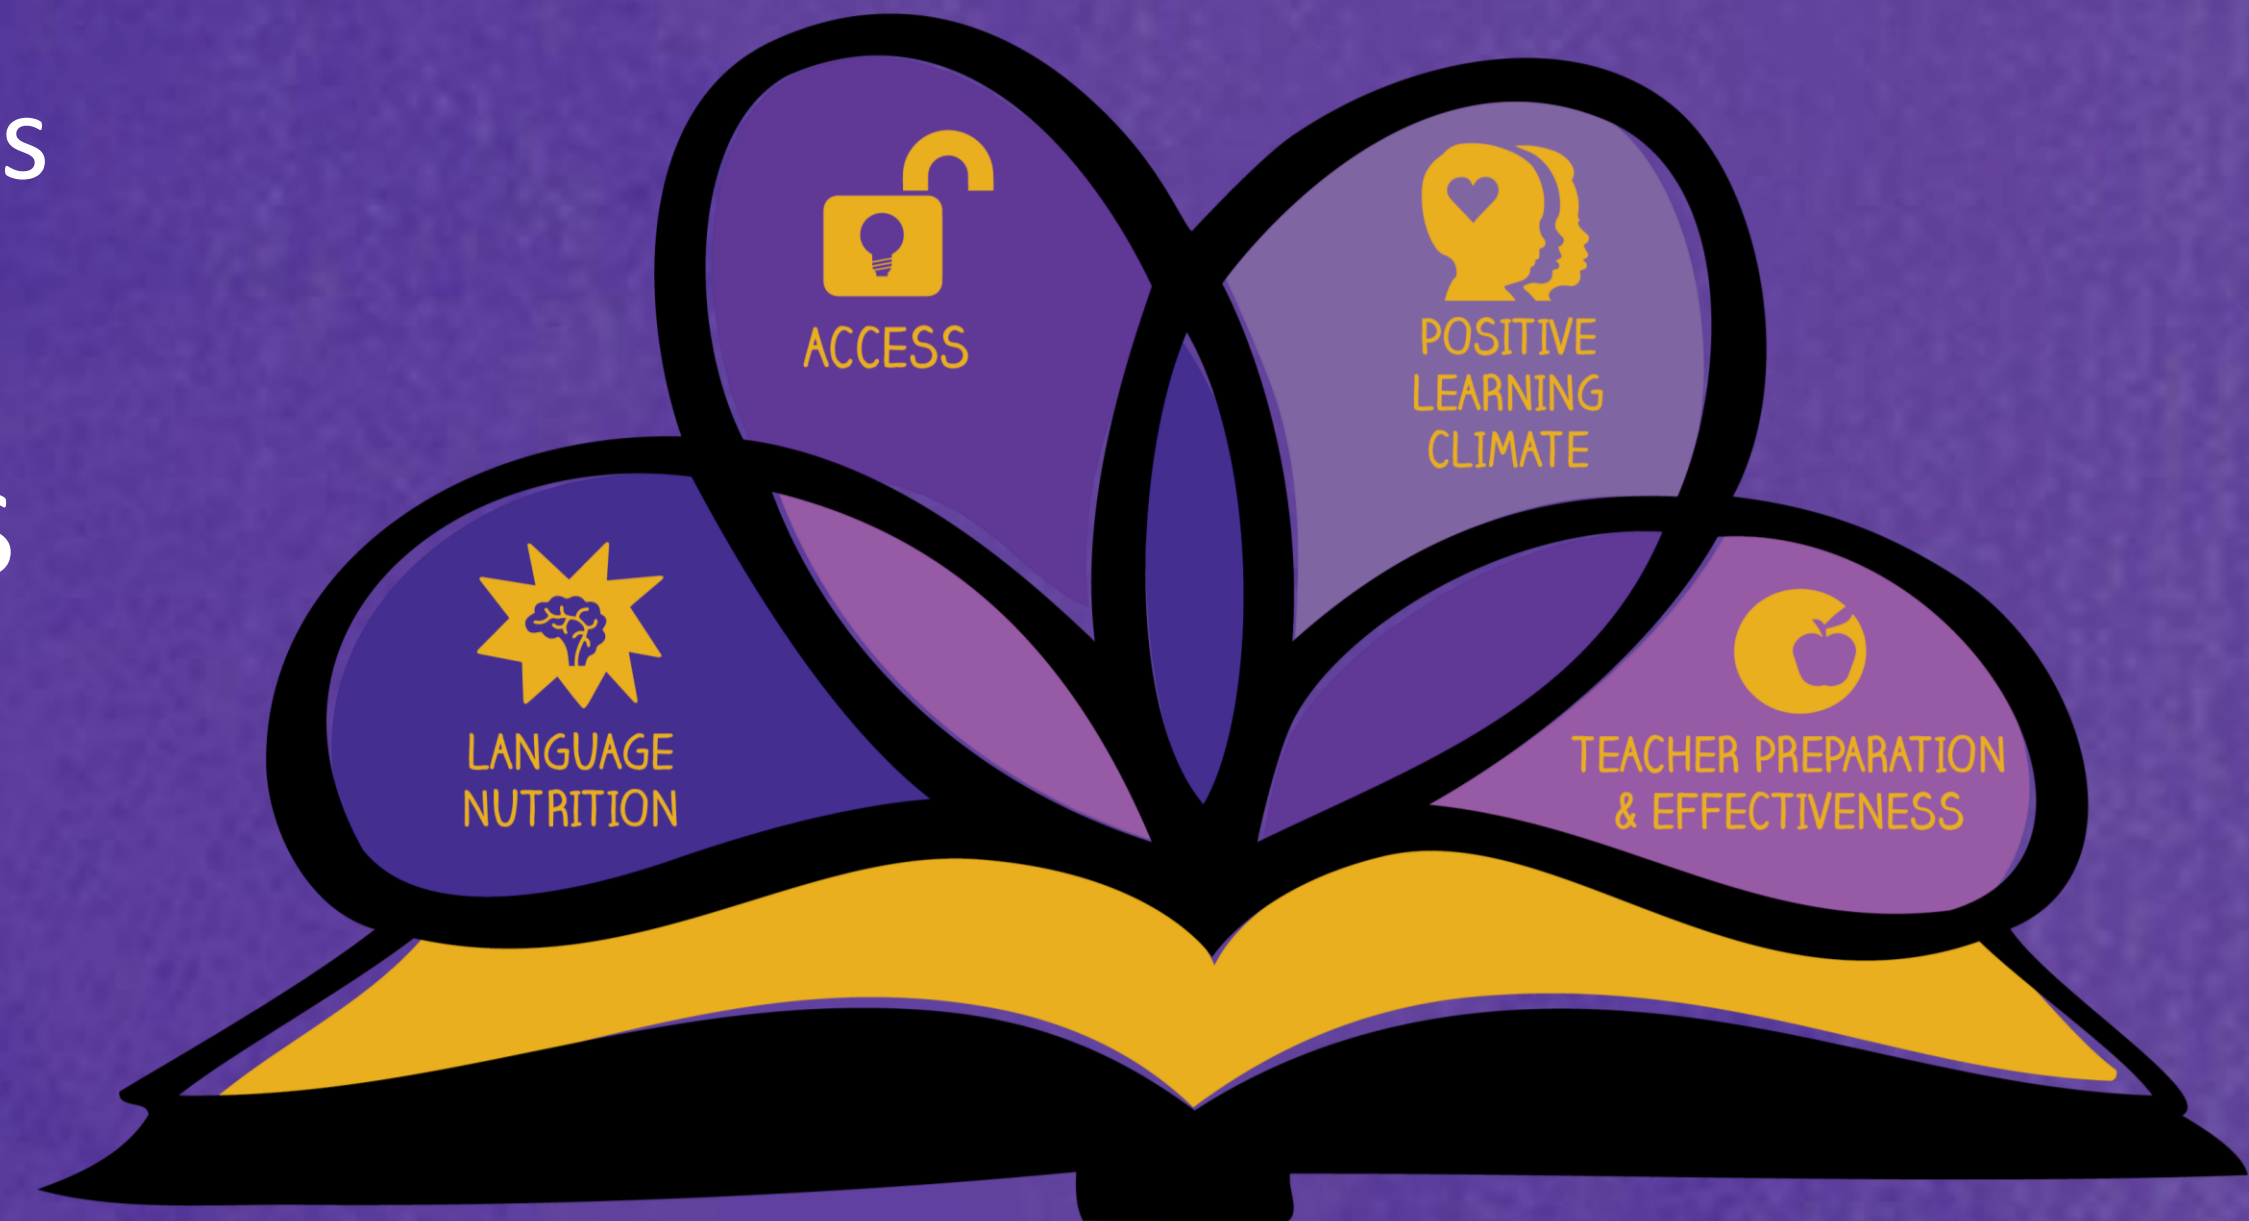 s
s
ACCESS
POSITIVE
LEARNING
CLIMATE
LANGUAGE
NUTRITION
TEACHER PREPARATION
& EFFECTIVENESS